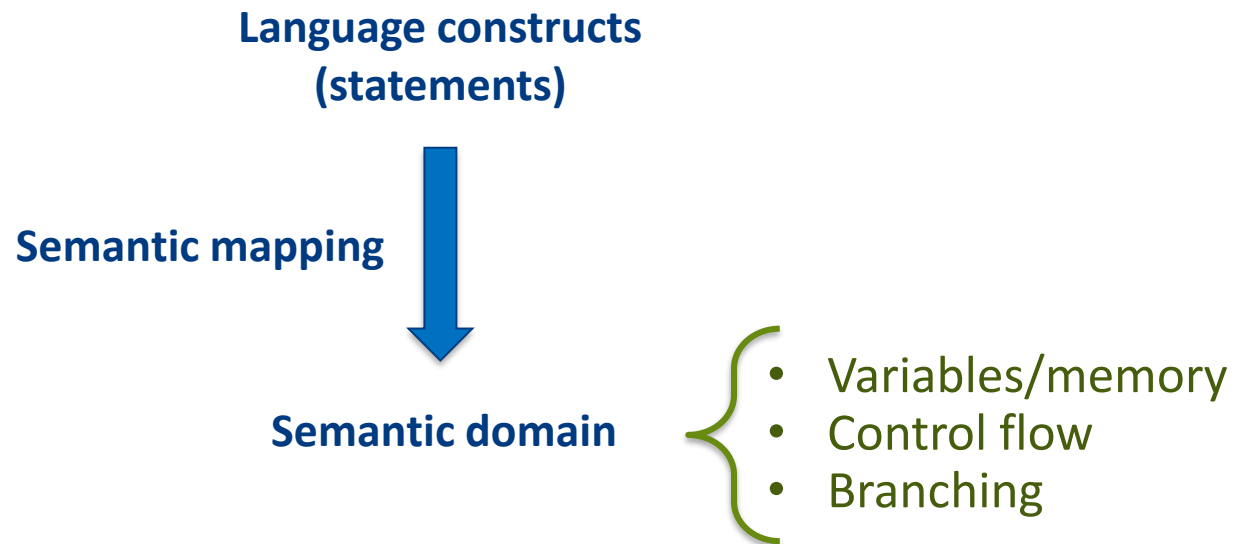 Language constructs
(statements)
Semantic mapping
Semantic domain
• Variables/memory
• Control flow
• Branching